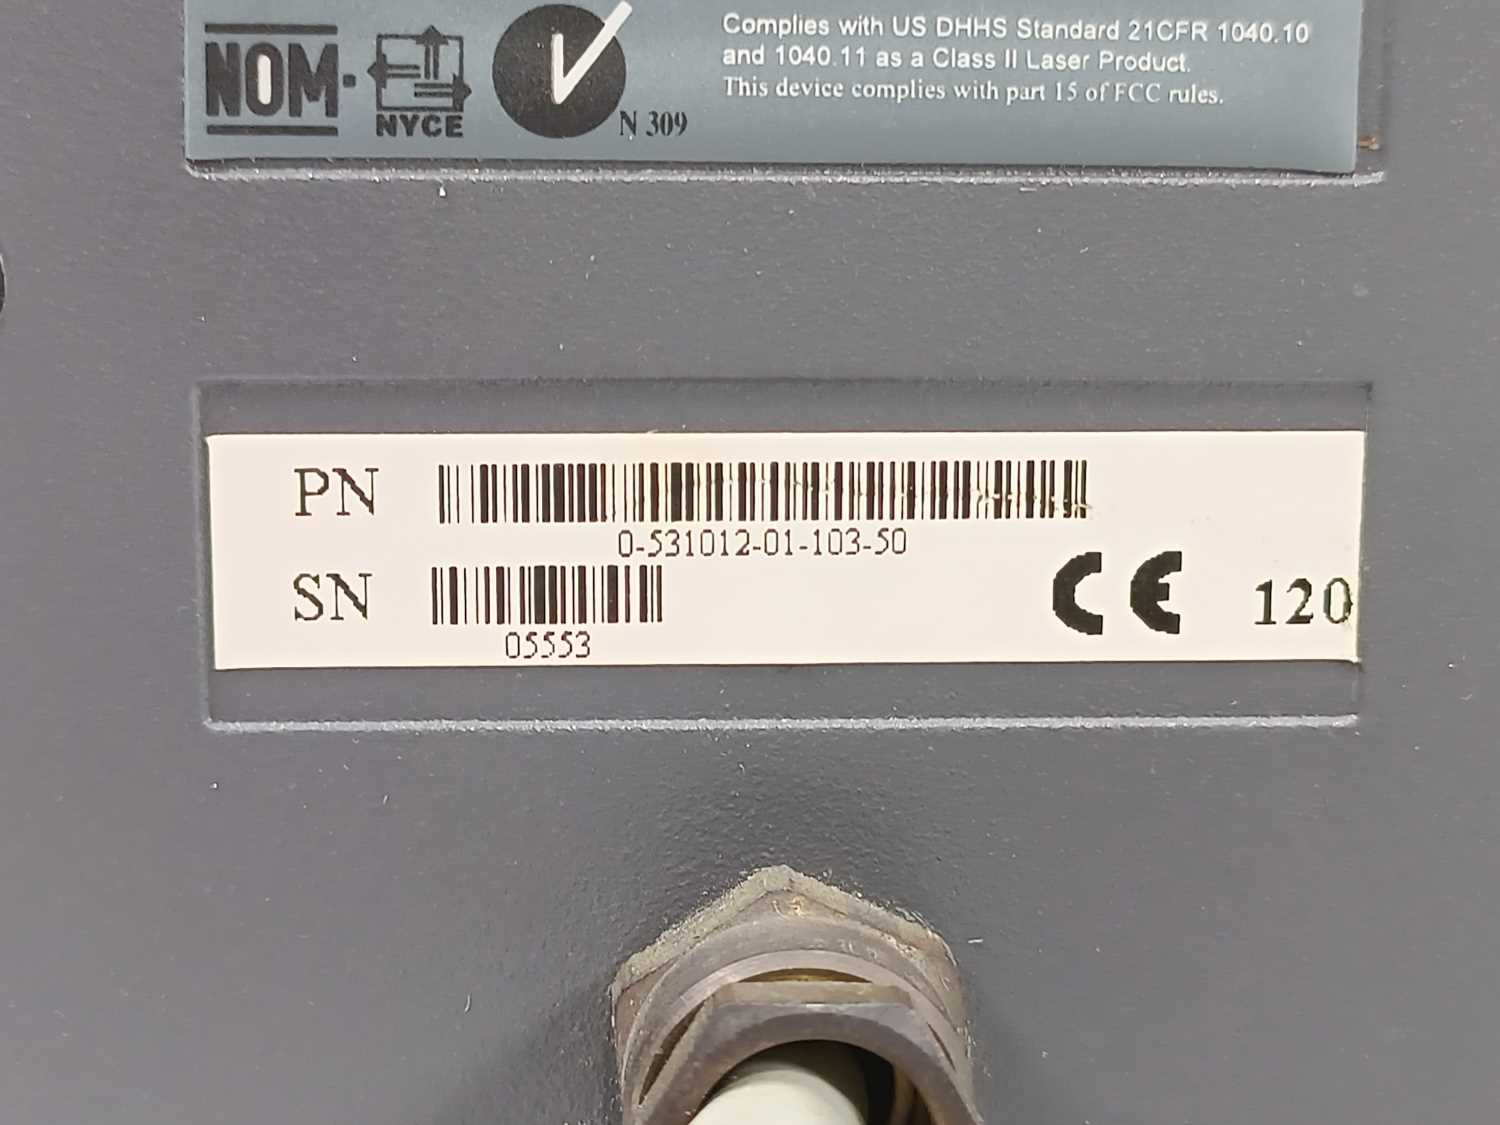 NOM-
NYCE
N 309
Complies with US DHHS Standard 21CFR 1040.10
and 1040.11 as a Class II Laser Product.
This device complies with part 15 of FCC rules.
PN
0-531012-01-103-50
SN
05553
CE 120